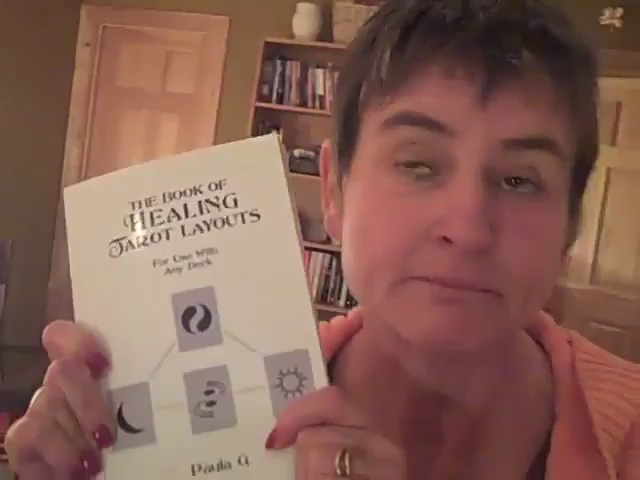 THE BOOK OF
HEALING
TAROT LAYOUTS
For Use With
Any Deck
Paula G